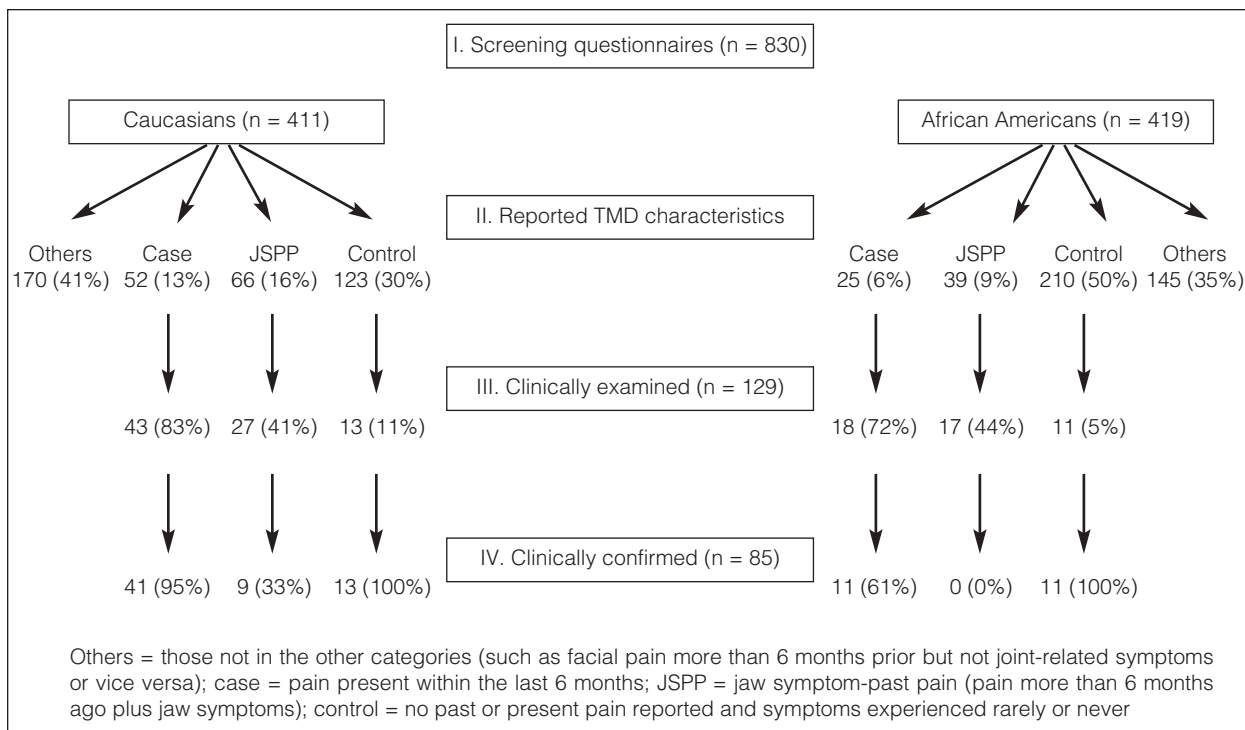 I. Screening questionnaires (n = 830)
Caucasians (n = 411)
African Americans (n = 419)
II. Reported TMD characteristics
Others Case JSPP Control
170 (41%) 52 (13%) 66 (16%) 123 (30%)
Case JSPP Control Others
25 (6%) 39 (9%) 210 (50%) 145 (35%)
III. Clinically examined (n = 129)
43 (83%) 27 (41%) 13 (11%)
18 (72%) 17 (44%) 11 (5%)
IV. Clinically confirmed (n = 85)
41 (95%) 9 (33%) 13 (100%)
11 (61%) 0 (0%) 11 (100%)
Others = those not in the other categories (such as facial pain more than 6 months prior but not joint-related symptoms
or vice versa); case = pain present within the last 6 months; JSPP = jaw symptom-past pain (pain more than 6 months
ago plus jaw symptoms); control = no past or present pain reported and symptoms experienced rarely or never